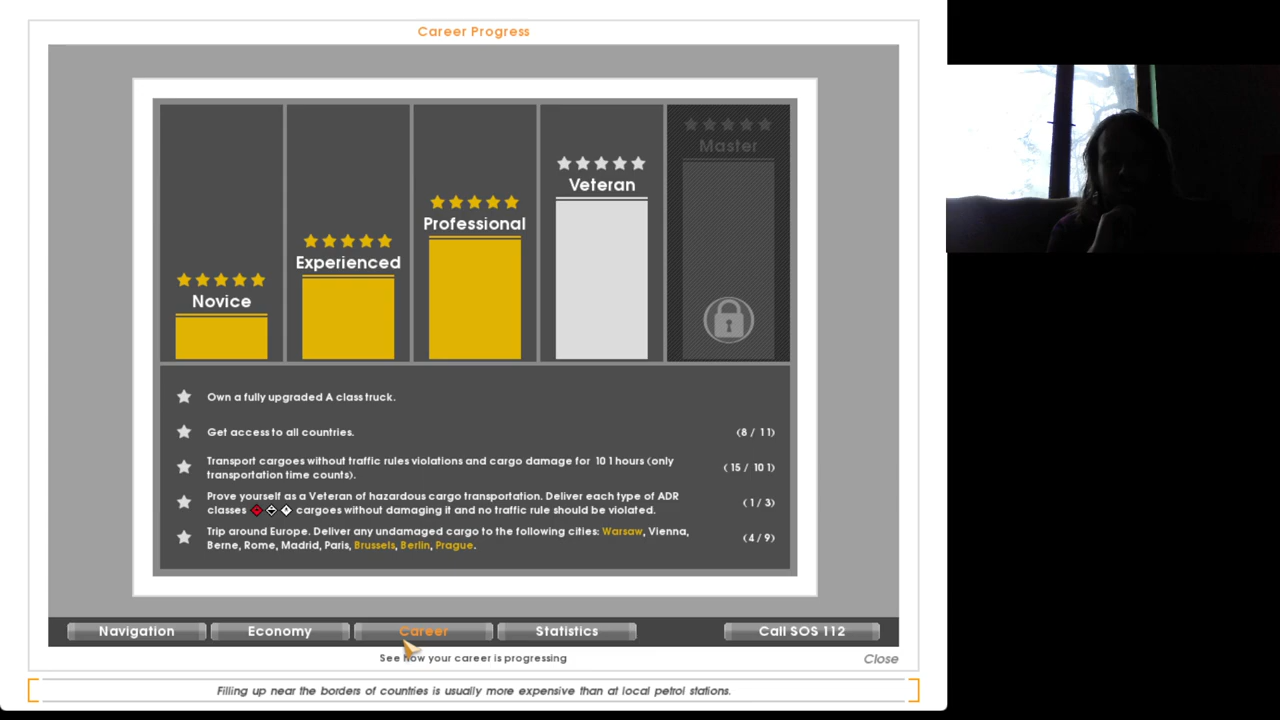 Career Progress
Master
Veteran
Professional
Experienced
Novice
Own a fully upgraded A class truck.
Get access to all countries. (8 / 11)
Transport cargoes without traffic rules violations and cargo damage for 101 hours (only
transportation time counts). (15 / 101)
Prove yourself as a Veteran of hazardous cargo transportation. Deliver each type of ADR
classes cargoes without damaging it and no traffic rule should be violated. (1 / 3)
Trip around Europe. Deliver any undamaged cargo to the following cities: Warsaw, Vienna,
Berne, Rome, Madrid, Paris, Brussels, Berlin, Prague. (4 / 9)
Navigation Economy Career Statistics Call SOS 112
See how your career is progressing
Close
Filling up near the borders of countries is usually more expensive than at local petrol stations.